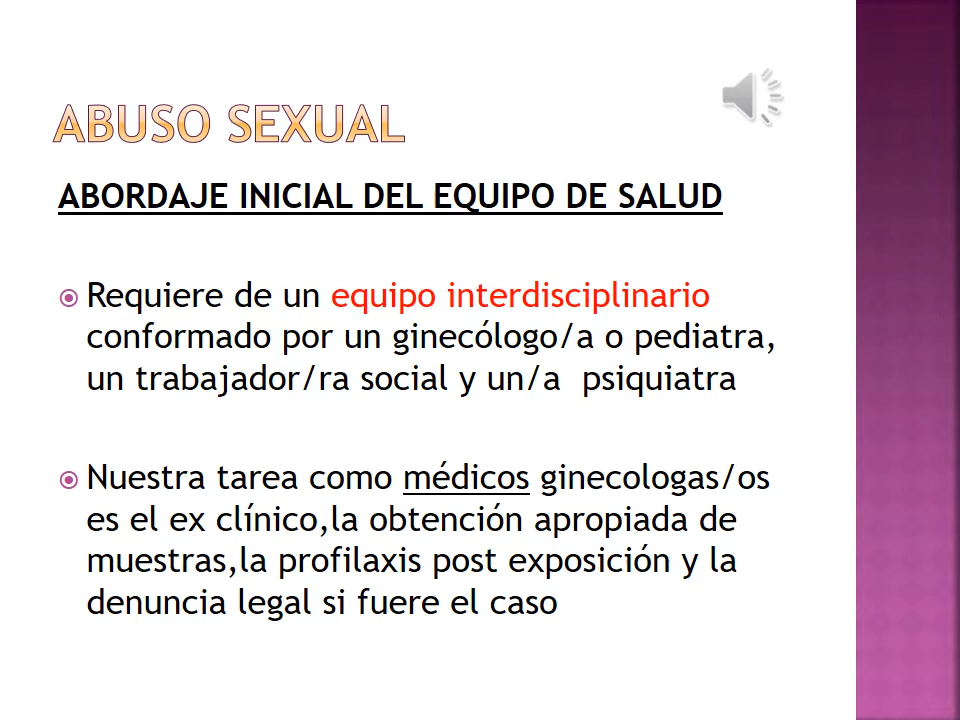 ABUSO SEXUAL
ABORDAJE INICIAL DEL EQUIPO DE SALUD
Requiere de un equipo interdisciplinario
conformado por un ginecólogo/a o pediatra,
un trabajador/ra social y un/a psiquiatra
Nuestra tarea como médicos ginecologas/os
es el ex clínico,la obtención apropiada de
muestras,la profilaxis post exposición y la
denuncia legal si fuere el caso